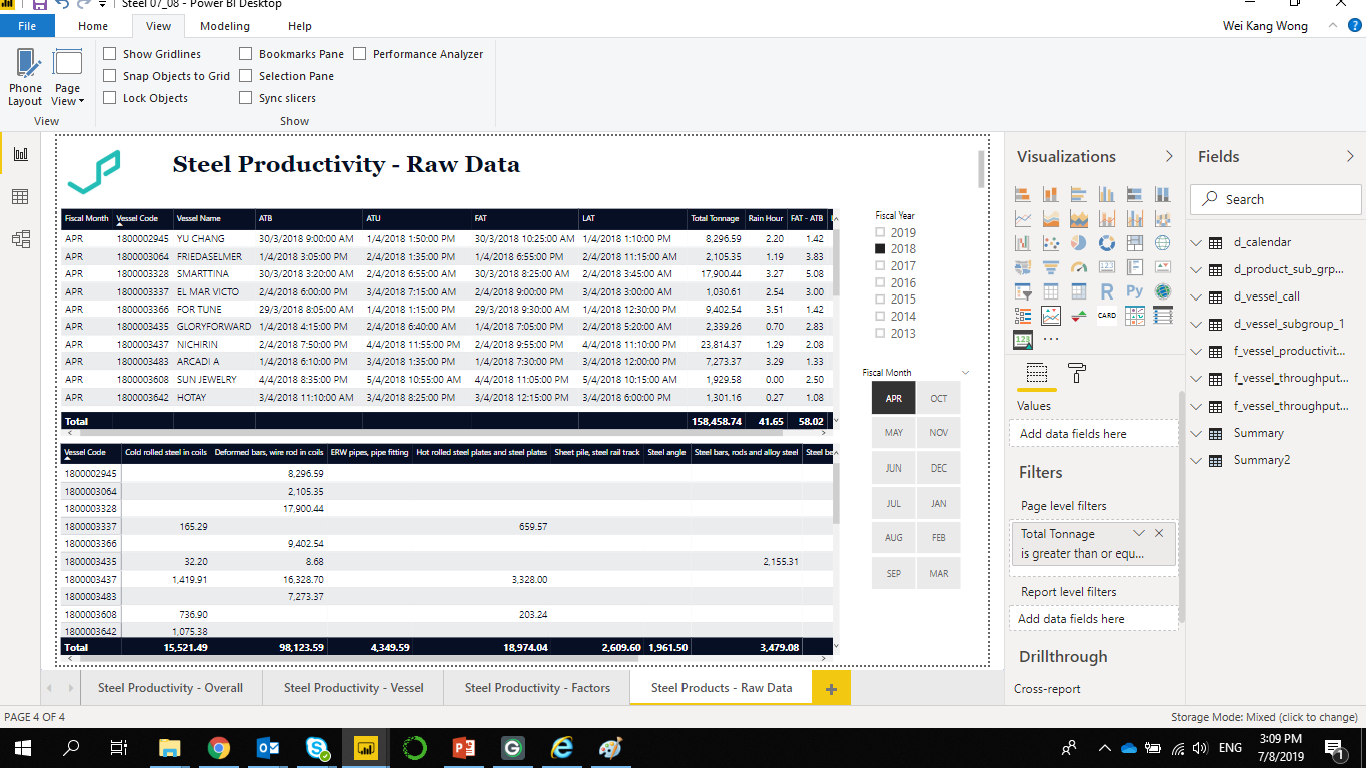 Steel 07_08 - Power BI Desktop
File Home View Modeling Help
Wei Kang Wong
Show Gridlines Bookmarks Pane Performance Analyzer
Snap Objects to Grid Selection Pane
Lock Objects Sync slicers
Phone Layout
Page View
View Show
Steel Productivity - Raw Data
Fiscal Month Vessel Code Vessel Name ATB ATU FAT LAT Total Tonnage Rain Hour FAT - ATB
APR 1800002945 YU CHANG 30/3/2018 9:00:00 AM 1/4/2018 1:50:00 PM 30/3/2018 10:25:00 AM 1/4/2018 1:10:00 PM 8,296.59 2.20 1.42
APR 1800003064 FRIEDASELMER 1/4/2018 3:05:00 PM 2/4/2018 1:35:00 PM 1/4/2018 6:55:00 PM 2/4/2018 11:15:00 AM 2,105.35 1.19 3.83
APR 1800003328 SMARTTINA 30/3/2018 3:20:00 AM 2/4/2018 6:55:00 AM 30/3/2018 8:25:00 AM 2/4/2018 3:45:00 AM 17,900.44 3.27 5.08
APR 1800003337 EL MAR VICTO 2/4/2018 6:00:00 PM 3/4/2018 7:15:00 AM 2/4/2018 9:00:00 PM 3/4/2018 3:00:00 AM 1,030.61 2.54 3.00
APR 1800003366 FOR TUNE 29/3/2018 8:05:00 AM 1/4/2018 1:15:00 PM 29/3/2018 9:30:00 AM 1/4/2018 12:30:00 PM 9,402.54 3.51 1.42
APR 1800003435 GLORYFORWARD 1/4/2018 4:15:00 PM 2/4/2018 6:40:00 AM 1/4/2018 7:05:00 PM 2/4/2018 5:20:00 AM 2,339.26 0.70 2.83
APR 1800003437 NICHIRIN 2/4/2018 7:50:00 PM 4/4/2018 11:55:00 PM 2/4/2018 9:55:00 PM 4/4/2018 11:10:00 PM 23,814.37 1.29 2.08
APR 1800003483 ARCADI A 1/4/2018 6:10:00 PM 3/4/2018 1:35:00 PM 1/4/2018 7:30:00 PM 3/4/2018 12:00:00 PM 7,273.37 3.29 1.33
APR 1800003608 SUN JEWELRY 4/4/2018 8:35:00 PM 5/4/2018 10:55:00 AM 4/4/2018 11:05:00 PM 5/4/2018 10:15:00 AM 1,929.58 0.00 2.50
APR 1800003642 HOTAY 3/4/2018 11:10:00 AM 3/4/2018 8:25:00 PM 3/4/2018 12:15:00 PM 3/4/2018 6:00:00 PM 1,301.16 0.27 1.08
Total 158,458.74 41.65 58.02
Vessel Code Cold rolled steel in coils Deformed bars, wire rod in coils ERW pipes, pipe fitting Hot rolled steel plates and steel plates Sheet pile, steel rail track Steel angle Steel bars, rods and alloy steel Steel be
1800002945 8,296.59
1800003064 2,105.35
1800003328 17,900.44
1800003337 165.29 659.57
1800003366 9,402.54
1800003435 32.20 8.68 2,155.31
1800003437 1,419.91 16,328.70 3,328.00
1800003483 7,273.37
1800003608 736.90 203.24
1800003642 1,075.38
Total 15,521.49 98,123.59 4,349.59 18,974.04 2,609.60 1,961.50 3,479.08
Fiscal Year
2019
2018
2017
2016
2015
2014
2013
Fiscal Month
APR OCT
MAY NOV
JUN DEC
JUL JAN
AUG FEB
SEP MAR
Visualizations
R Py
CARD
123
Values
Add data fields here
Filters
Page level filters
Total Tonnage
is greater than or equ...
Report level filters
Add data fields here
Drillthrough
Cross-report
Fields
Search
d_calendar
d_product_sub_grp...
d_vessel_call
d_vessel_subgroup_1
f_vessel_productivit...
f_vessel_throughput...
f_vessel_throughput...
Summary
Summary2
Steel Productivity - Overall Steel Productivity - Vessel Steel Productivity - Factors Steel Products - Raw Data
PAGE 4 OF 4 Storage Mode: Mixed (click to change)
ENG
3:09 PM
7/8/2019
1